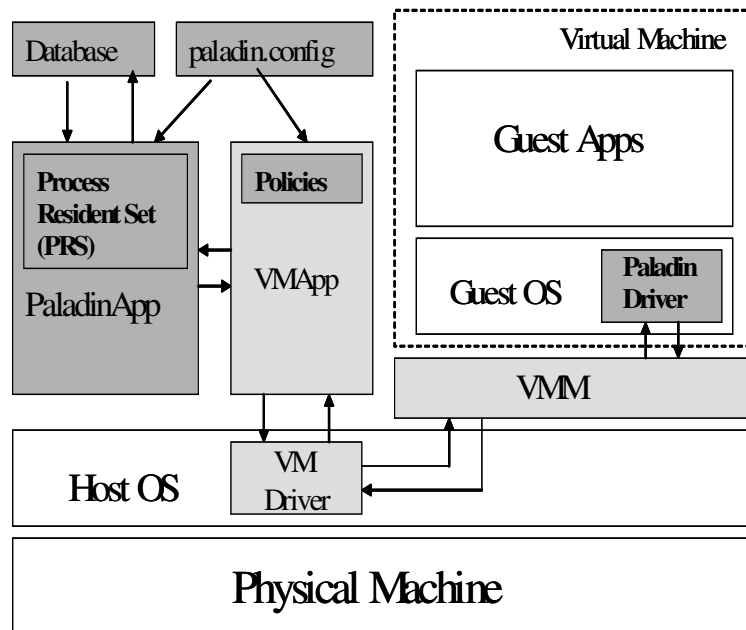 Database
paladin.config
Virtual Machine
Guest Apps
Process
Resident Set
(PRS)
PaladinApp
Policies
VMApp
Guest OS
Paladin
Driver
VMM
Host OS
VM
Driver
Physical Machine